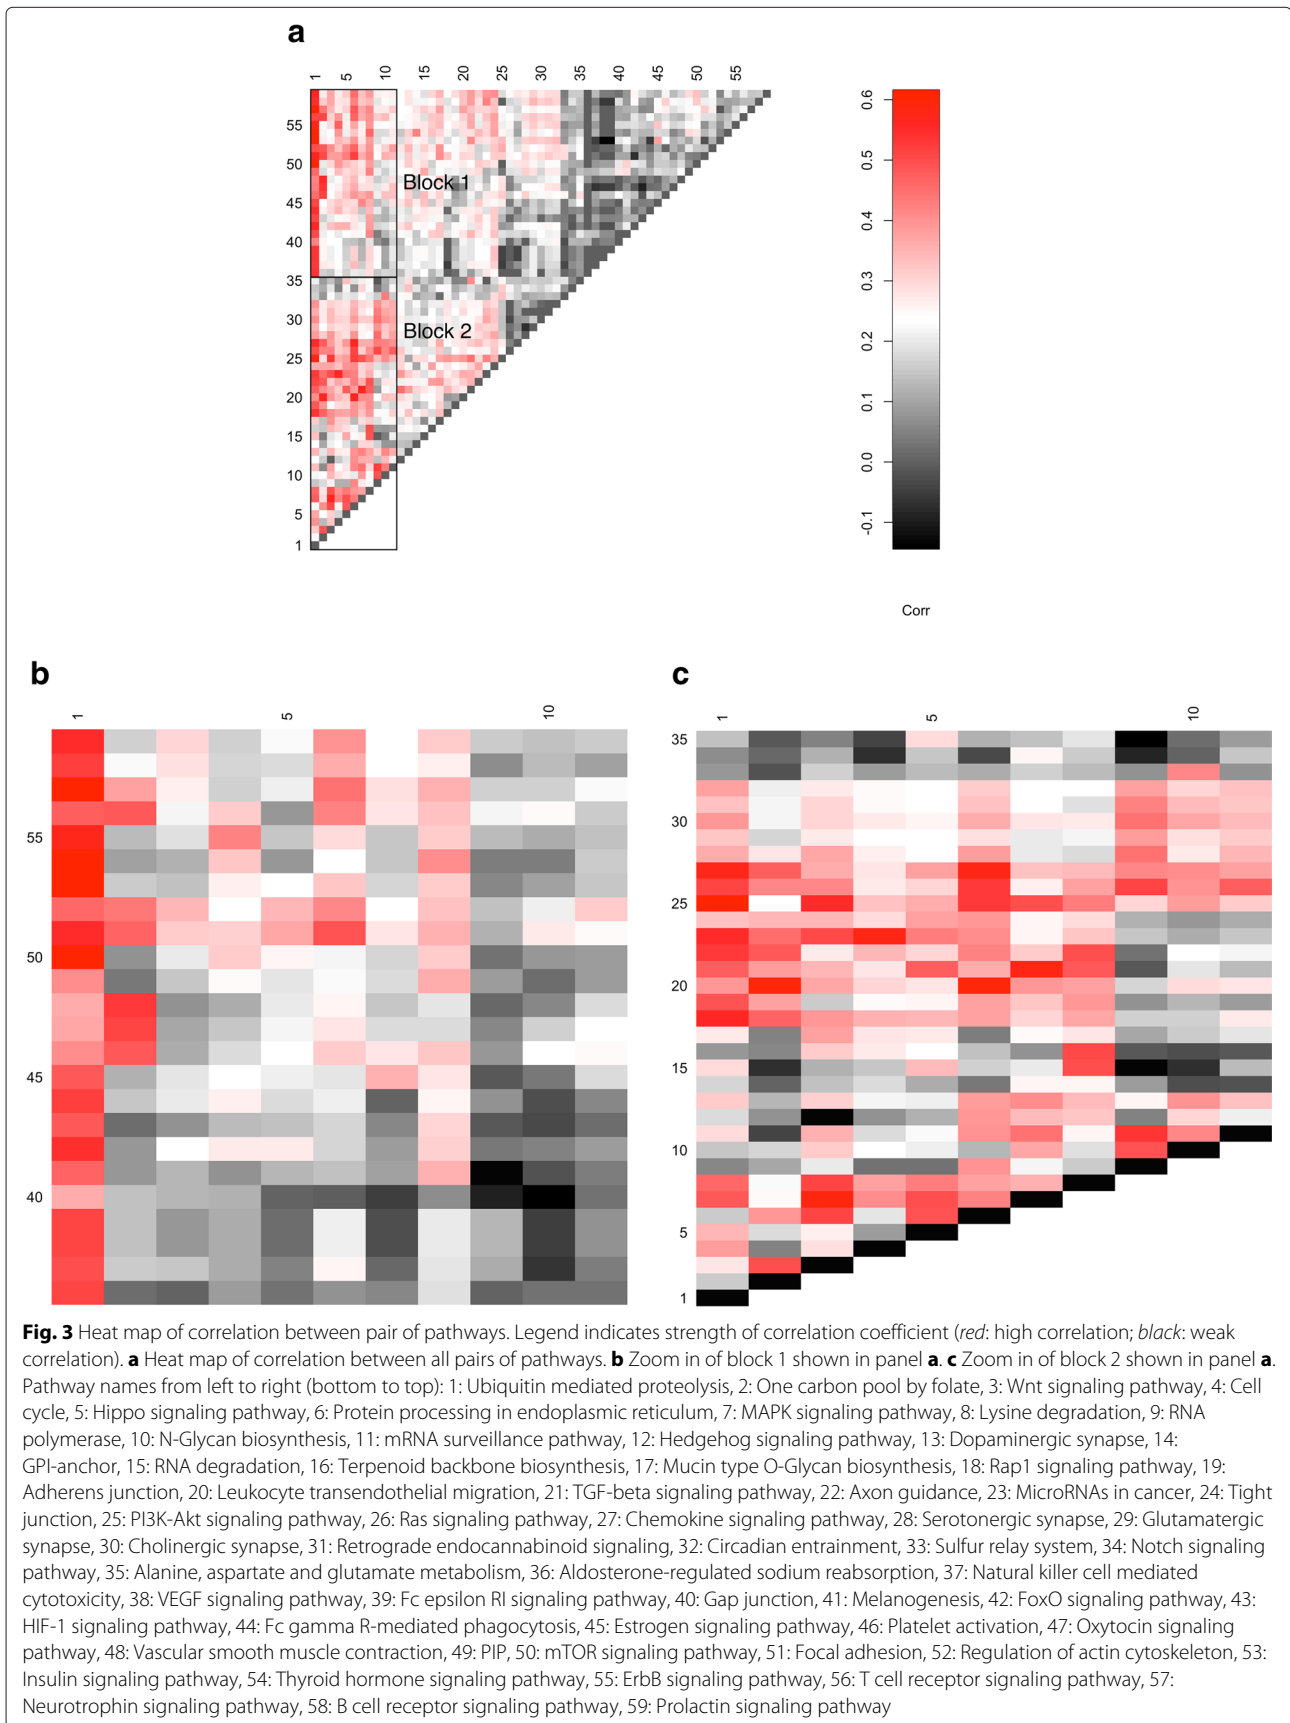 a
1 5 10 15 20 25 30 35 40 45 50 55
55
50
45
40
35
30
25
20
15
10
5
1
Block 1
Block 2
0.6
0.5
0.4
0.3
0.2
0.1
0.0
-0.1
Corr
b
1 5 10
55
50
45
40
c
1 5 10
35
30
25
20
15
10
5
1
Fig. 3 Heat map of correlation between pair of pathways. Legend indicates strength of correlation coefficient (red: high correlation; black: weak
correlation). a Heat map of correlation between all pairs of pathways. b Zoom in of block 1 shown in panel a. c Zoom in of block 2 shown in panel a.
Pathway names from left to right (bottom to top): 1: Ubiquitin mediated proteolysis, 2: One carbon pool by folate, 3: Wnt signaling pathway, 4: Cell
cycle, 5: Hippo signaling pathway, 6: Protein processing in endoplasmic reticulum, 7: MAPK signaling pathway, 8: Lysine degradation, 9: RNA
polymerase, 10: N-Glycan biosynthesis, 11: mRNA surveillance pathway, 12: Hedgehog signaling pathway, 13: Dopaminergic synapse, 14:
GPI-anchor, 15: RNA degradation, 16: Terpenoid backbone biosynthesis, 17: Mucin type O-Glycan biosynthesis, 18: Rap1 signaling pathway, 19:
Adherens junction, 20: Leukocyte transendothelial migration, 21: TGF-beta signaling pathway, 22: Axon guidance, 23: MicroRNAs in cancer, 24: Tight
junction, 25: PI3K-Akt signaling pathway, 26: Ras signaling pathway, 27: Chemokine signaling pathway, 28: Serotonergic synapse, 29: Glutamatergic
synapse, 30: Cholinergic synapse, 31: Retrograde endocannabinoid signaling, 32: Circadian entrainment, 33: Sulfur relay system, 34: Notch signaling
pathway, 35: Alanine, aspartate and glutamate metabolism, 36: Aldosterone-regulated sodium reabsorption, 37: Natural killer cell mediated
cytotoxicity, 38: VEGF signaling pathway, 39: Fc epsilon RI signaling pathway, 40: Gap junction, 41: Melanogenesis, 42: FoxO signaling pathway, 43:
HIF-1 signaling pathway, 44: Fc gamma R-mediated phagocytosis, 45: Estrogen signaling pathway, 46: Platelet activation, 47: Oxytocin signaling
pathway, 48: Vascular smooth muscle contraction, 49: PIP, 50: mTOR signaling pathway, 51: Focal adhesion, 52: Regulation of actin cytoskeleton, 53:
Insulin signaling pathway, 54: Thyroid hormone signaling pathway, 55: ErbB signaling pathway, 56: T cell receptor signaling pathway, 57:
Neurotrophin signaling pathway, 58: B cell receptor signaling pathway, 59: Prolactin signaling pathway